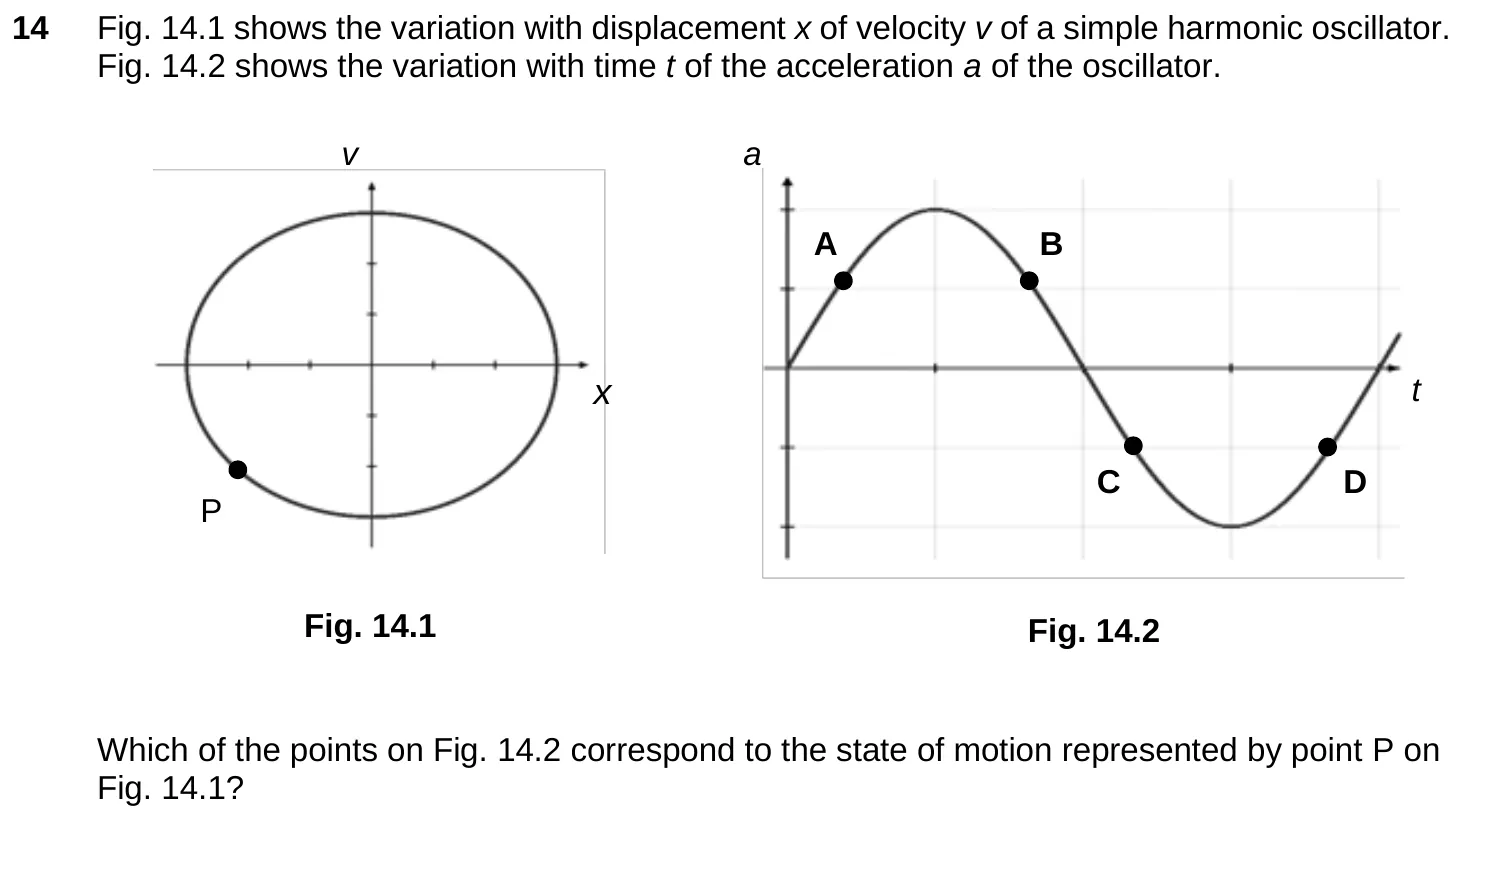 14 Fig. 14.1 shows the variation with displacement x of velocity v of a simple harmonic oscillator.
Fig. 14.2 shows the variation with time t of the acceleration a of the oscillator.
v
x
P
Fig. 14.1
a
A
B
C
D
t
Fig. 14.2
Which of the points on Fig. 14.2 correspond to the state of motion represented by point P on
Fig. 14.1?